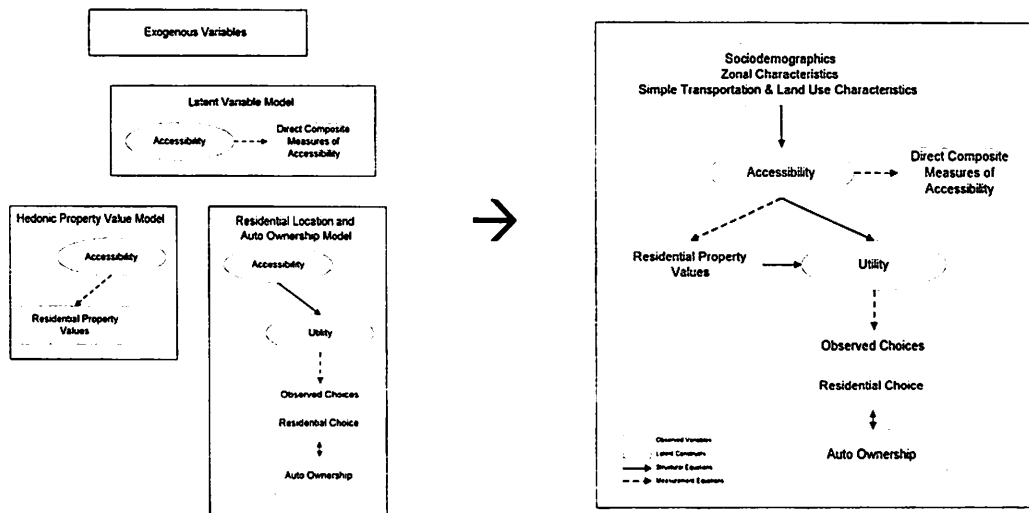 Exogenous Variables
Latent Variable Model
Accessibility
Direct Composite
Measures of
Accessibility
Hedonic Property Value Model
Accessibility
Residential Property
Values
Residential Location and
Auto Ownership Model
Accessibility
Utility
Observed Choices
Residential Choice
Auto Ownership
Sociodemographics
Zonal Characteristics
Simple Transportation & Land Use Characteristics
Accessibility
Direct Composite
Measures of
Accessibility
Residential Property
Values
Utility
Observed Choices
Residential Choice
Auto Ownership
Observed Variables
Latent Constructs
Structural Equations
Measurement Equations